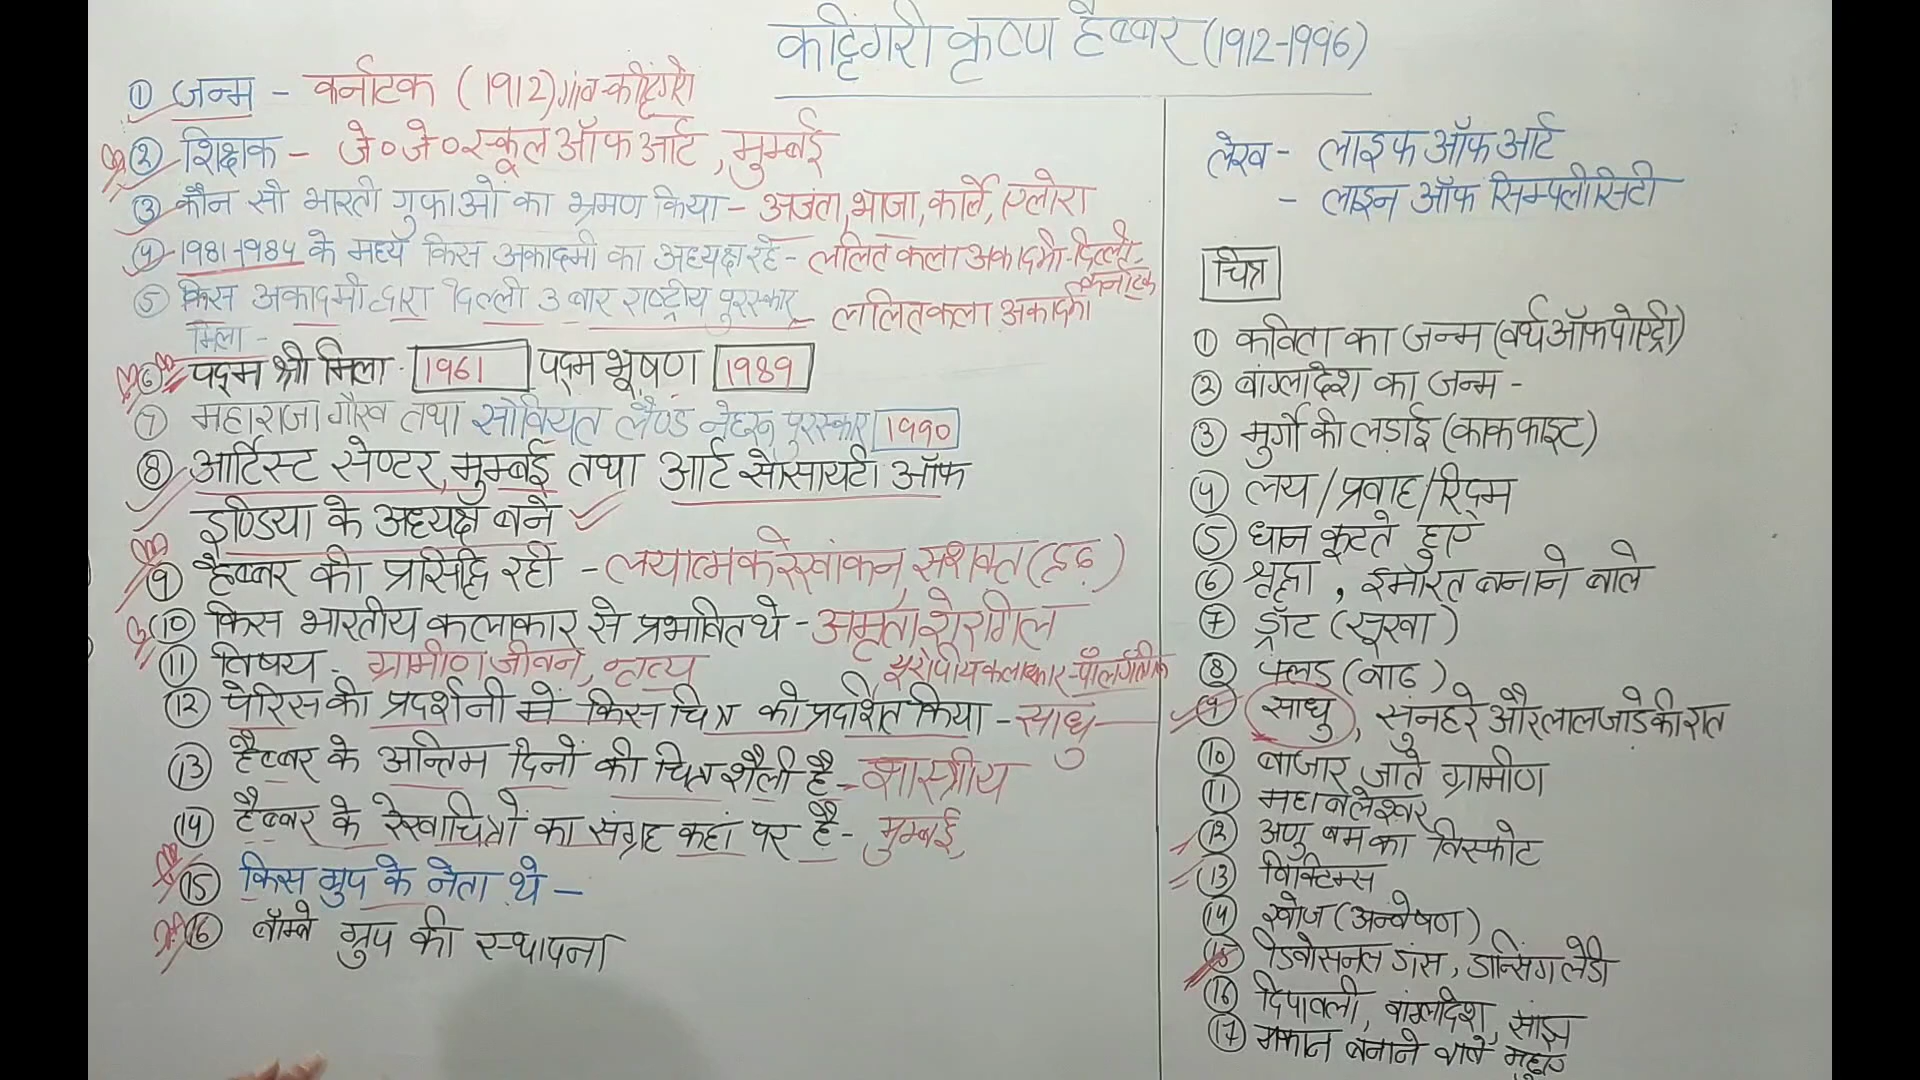 कट्टिंगरी कृष्ण हैब्बर (1912-1996)
① जन्म - कर्नाटक (1912) गांव-कट्टिंगेरी
② शिक्षक - जे०जे०स्कूल ऑफ आर्ट, मुम्बई
③ कौन सी भारती गुफाओं का भ्रमण किया - अजंता, भाजा, कार्ले, एलोरा
④ 1981-1984 के मध्य किस अकादमी का अध्यक्ष रहे - ललित कला अकादमी-दिल्ली,
कर्नाटक
⑤ किस अकादमी द्वारा दिल्ली 3 बार राष्ट्रीय पुरस्कार - ललितकला अकादमी
मिला -
⑥ पद्म श्री मिला - 1961 पद्म भूषण 1989
⑦ महाराजा गौरव तथा सोवियत लैण्ड नेहरू पुरस्कार 1990
⑧ आर्टिस्ट सेण्टर, मुम्बई तथा आर्ट सोसायटी ऑफ
इण्डिया के अध्यक्ष बने
⑨ हैब्बर की प्रसिद्धि रही - लयात्मक रेखांकन, सशक्त (दृढ़)
⑩ किस भारतीय कलाकार से प्रभावित थे - अमृता शेरगिल
⑪ विषय - ग्रामीण जीवन, नृत्य यूरोपीय कलाकार - पॉल गॉगिन
⑫ पेरिस की प्रदर्शनी में किस चित्र को प्रदर्शित किया - साधु
⑬ हैब्बर के अन्तिम दिनों की चित्र शैली है - शास्त्रीय
⑭ हैब्बर के रेखाचित्रों का संग्रह कहां पर है - मुम्बई,
⑮ किस ग्रुप के नेता थे -
⑯ बॉम्बे ग्रुप की स्थापना
लेख - लाइफ ऑफ आर्ट
- लाइन ऑफ सिम्पलीसिटी
चित्र
① कविता का जन्म (बर्थ ऑफ पोएट्री)
② बांग्लादेश का जन्म -
③ मुर्गो की लड़ाई (काक फाइट)
④ लय / प्रवाह / रिद्म
⑤ धान कूटते हुए
⑥ , इमारत बनाने वाले
⑦ ड्रॉट (सूखा)
⑧ फ्लड (बाढ़)
⑨ साधु, सुनहरे और लाल जाडे की रात
⑩ बाजार जाते ग्रामीण
⑪ महाबलेश्वर
⑫ अणु बम का विस्फोट
⑬ विक्टिम्स
⑭ खोज (अन्वेषण)
⑮ डिवोसनल डांस, डान्सिंग लेडी
⑯ दिपावली, बांग्लादेश, सांझ
⑰ मकान बनाने वाले मजदूर